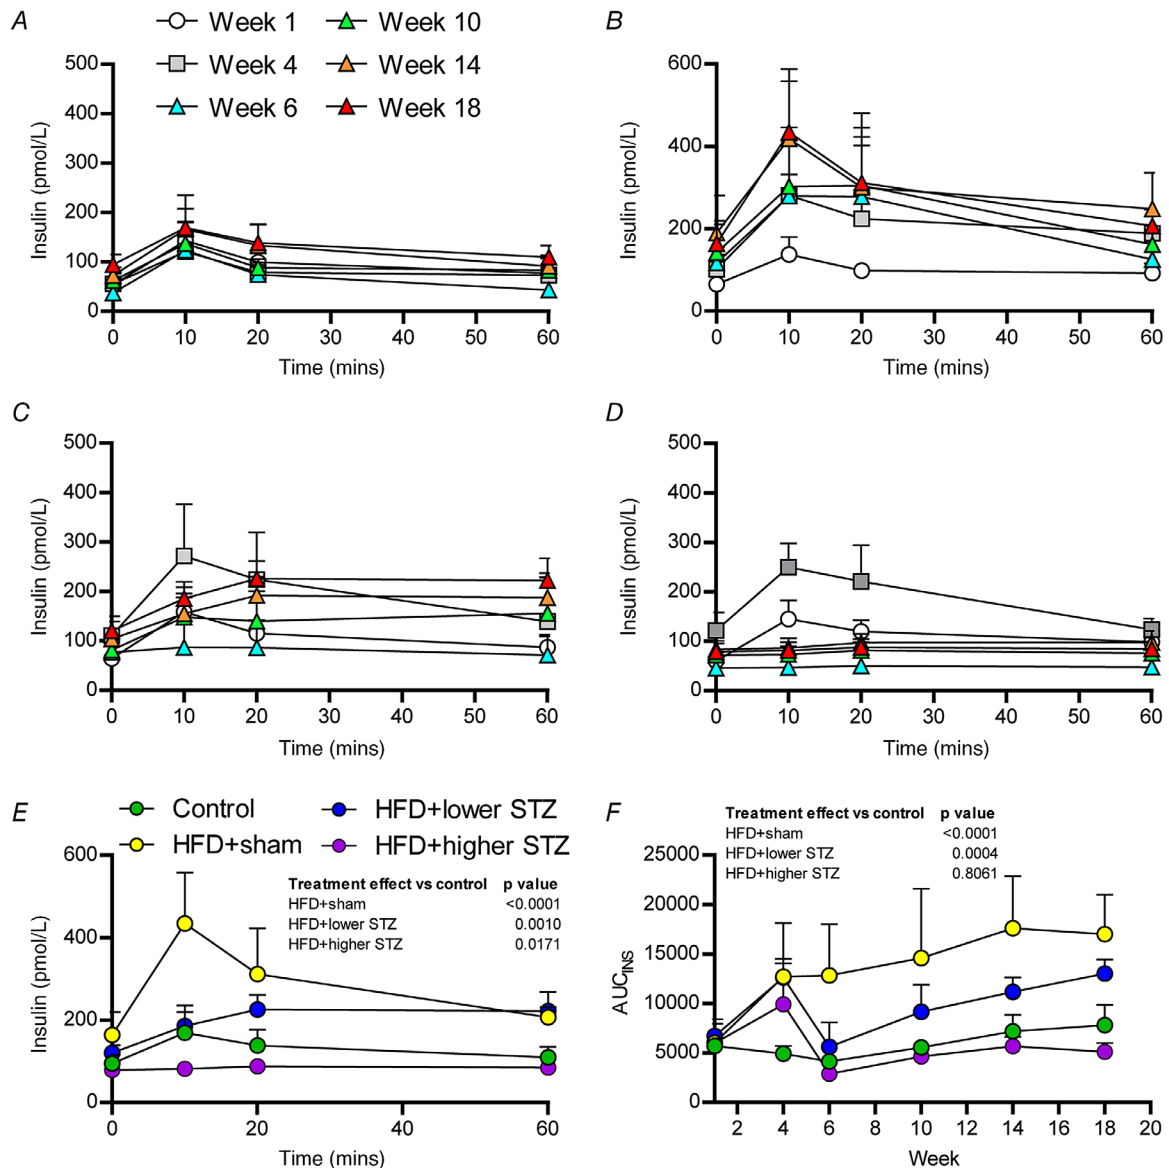 A
Week 1
Week 10
Week 4
Week 14
Week 6
Week 18
500
400
300
200
100
0
Insulin (pmol/L)
0 10 20 30 40 50 60
Time (mins)
B
600
400
200
0
Insulin (pmol/L)
0 10 20 30 40 50 60
Time (mins)
C
500
400
300
200
100
0
Insulin (pmol/L)
0 10 20 30 40 50 60
Time (mins)
D
500
400
300
200
100
0
Insulin (pmol/L)
0 10 20 30 40 50 60
Time (mins)
E
Control
HFD+lower STZ
HFD+sham
HFD+higher STZ
Treatment effect vs control p value
HFD+sham <0.0001
HFD+lower STZ 0.0010
HFD+higher STZ 0.0171
600
400
200
0
Insulin (pmol/L)
0 20 40 60
Time (mins)
F
Treatment effect vs control p value
HFD+sham <0.0001
HFD+lower STZ 0.0004
HFD+higher STZ 0.8061
25000
20000
15000
10000
5000
0
AUCINS
2 4 6 8 10 12 14 16 18 20
Week